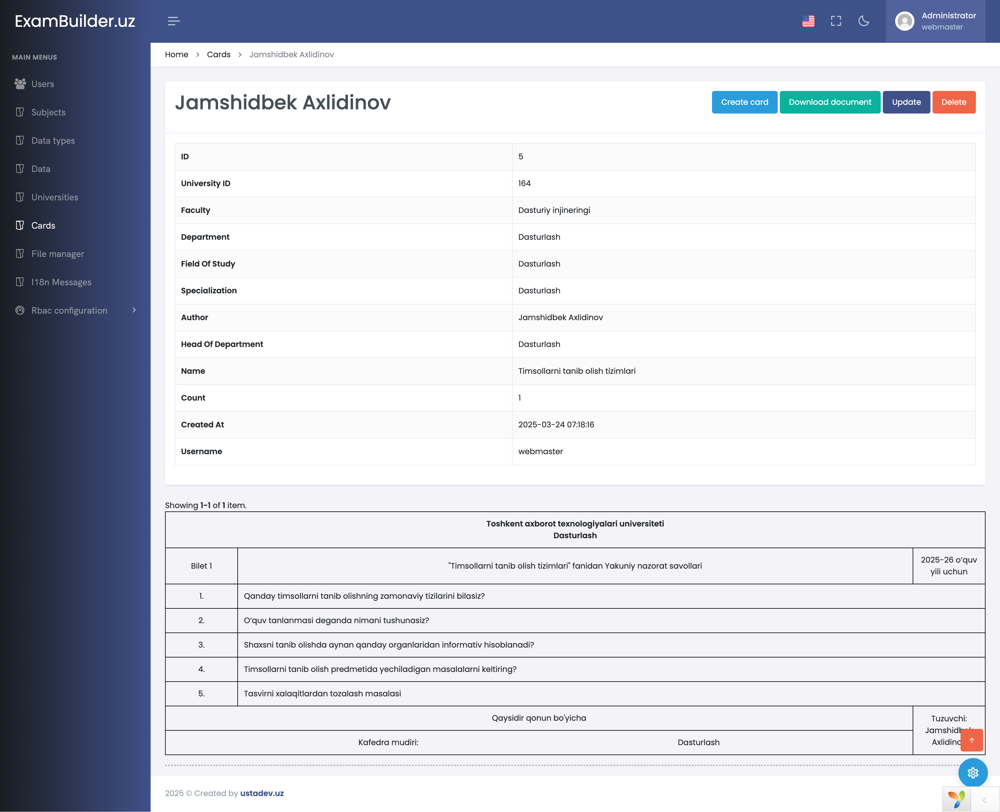 ExamBuilder.uz
Administrator
webmaster
MAIN MENUS
Users
Subjects
Data types
Data
Universities
Cards
File manager
I18n Messages
Rbac configuration
Home > Cards > Jamshidbek Axlidinov
Jamshidbek Axlidinov
Create card
Download document
Update
Delete
ID 5
University ID 164
Faculty Dasturiy injineringi
Department Dasturlash
Field Of Study Dasturlash
Specialization Dasturlash
Author Jamshidbek Axlidinov
Head Of Department Dasturlash
Name Timsollarni tanib olish tizimlari
Count 1
Created At 2025-03-24 07:18:16
Username webmaster
Showing 1-1 of 1 item.
Toshkent axborot texnologiyalari universiteti
Dasturlash
Bilet 1
"Timsollarni tanib olish tizimlari" fanidan Yakuniy nazorat savollari
2025-26 o‘quv
yili uchun
1. Qanday timsollarni tanib olishning zamonaviy tizilarini bilasiz?
2. O‘quv tanlanmasi deganda nimani tushunasiz?
3. Shaxsni tanib olishda aynan qanday organlaridan informativ hisoblanadi?
4. Timsollarni tanib olish predmetida yechiladigan masalalarni keltiring?
5. Tasvirni xalaqitlardan tozalash masalasi
Qaysidir qonun bo'yicha
Kafedra mudiri: Dasturlash
Tuzuvchi:
2025 © Created by ustadev.uz